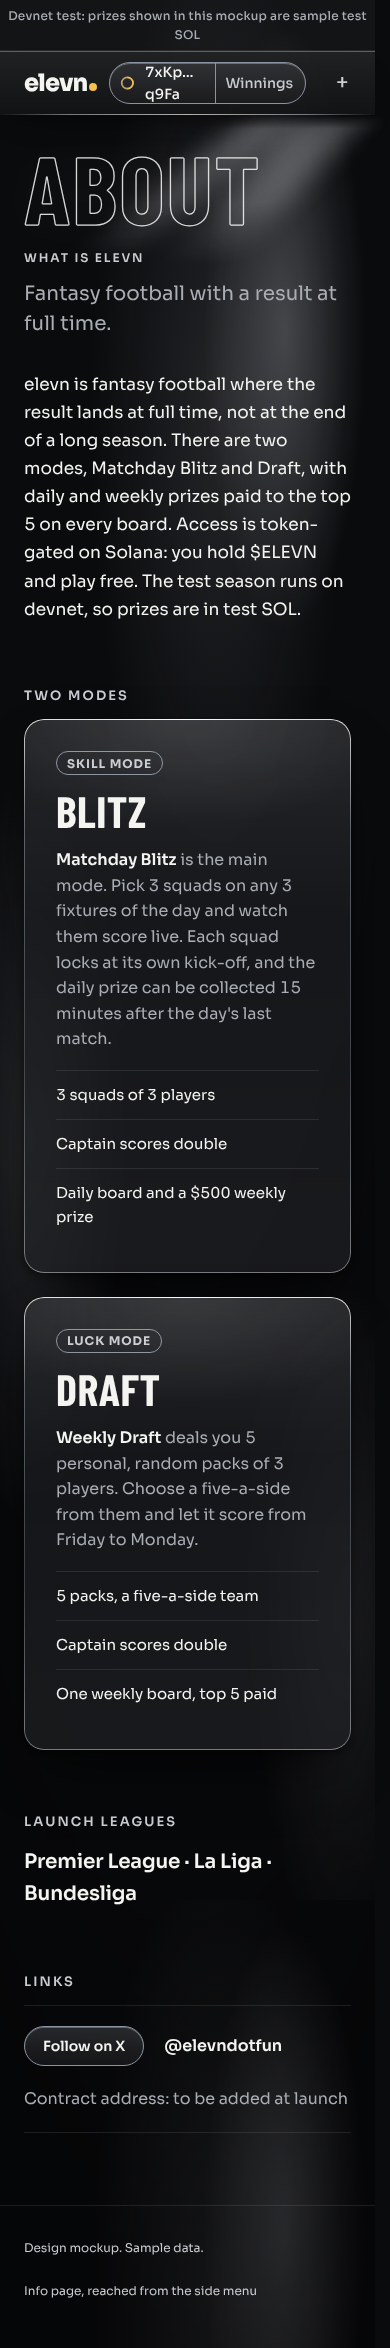 Devnet test: prizes shown in this mockup are sample test
SOL
elevn.
7xKp...
q9Fa
Winnings
+
ABOUT
WHAT IS ELEVN
Fantasy football with a result at
full time.
elevn is fantasy football where the
result lands at full time, not at the end
of a long season. There are two
modes, Matchday Blitz and Draft, with
daily and weekly prizes paid to the top
5 on every board. Access is token-
gated on Solana: you hold $ELEVN
and play free. The test season runs on
devnet, so prizes are in test SOL.
TWO MODES
SKILL MODE
BLITZ
Matchday Blitz is the main
mode. Pick 3 squads on any 3
fixtures of the day and watch
them score live. Each squad
locks at its own kick-off, and the
daily prize can be collected 15
minutes after the day's last
match.
3 squads of 3 players
Captain scores double
Daily board and a $500 weekly
prize
LUCK MODE
DRAFT
Weekly Draft deals you 5
personal, random packs of 3
players. Choose a five-a-side
from them and let it score from
Friday to Monday.
5 packs, a five-a-side team
Captain scores double
One weekly board, top 5 paid
LAUNCH LEAGUES
Premier League · La Liga ·
Bundesliga
LINKS
Follow on X
@elevndotfun
Contract address: to be added at launch
Design mockup. Sample data.
Info page, reached from the side menu